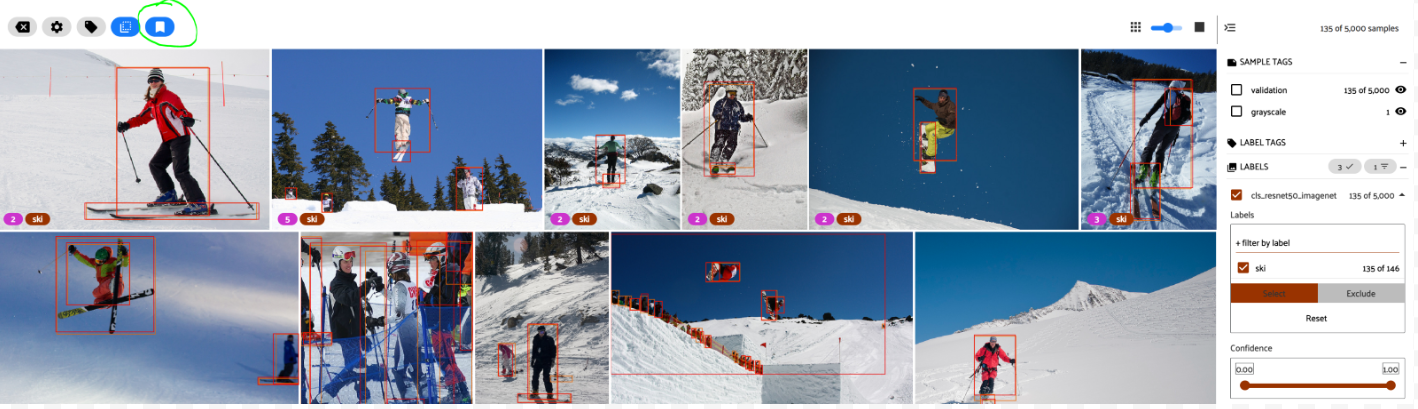 135 of 5,000 samples
SAMPLE TAGS
validation 135 of 5,000
grayscale 1
LABEL TAGS
LABELS 3 1
cls_resnet50_imagenet 135 of 5,000
Labels
+ filter by label
ski 135 of 146
Select Exclude
Reset
Confidence
0.00 1.00
2 ski
5 ski
2 ski
2 ski
2 ski
3 ski